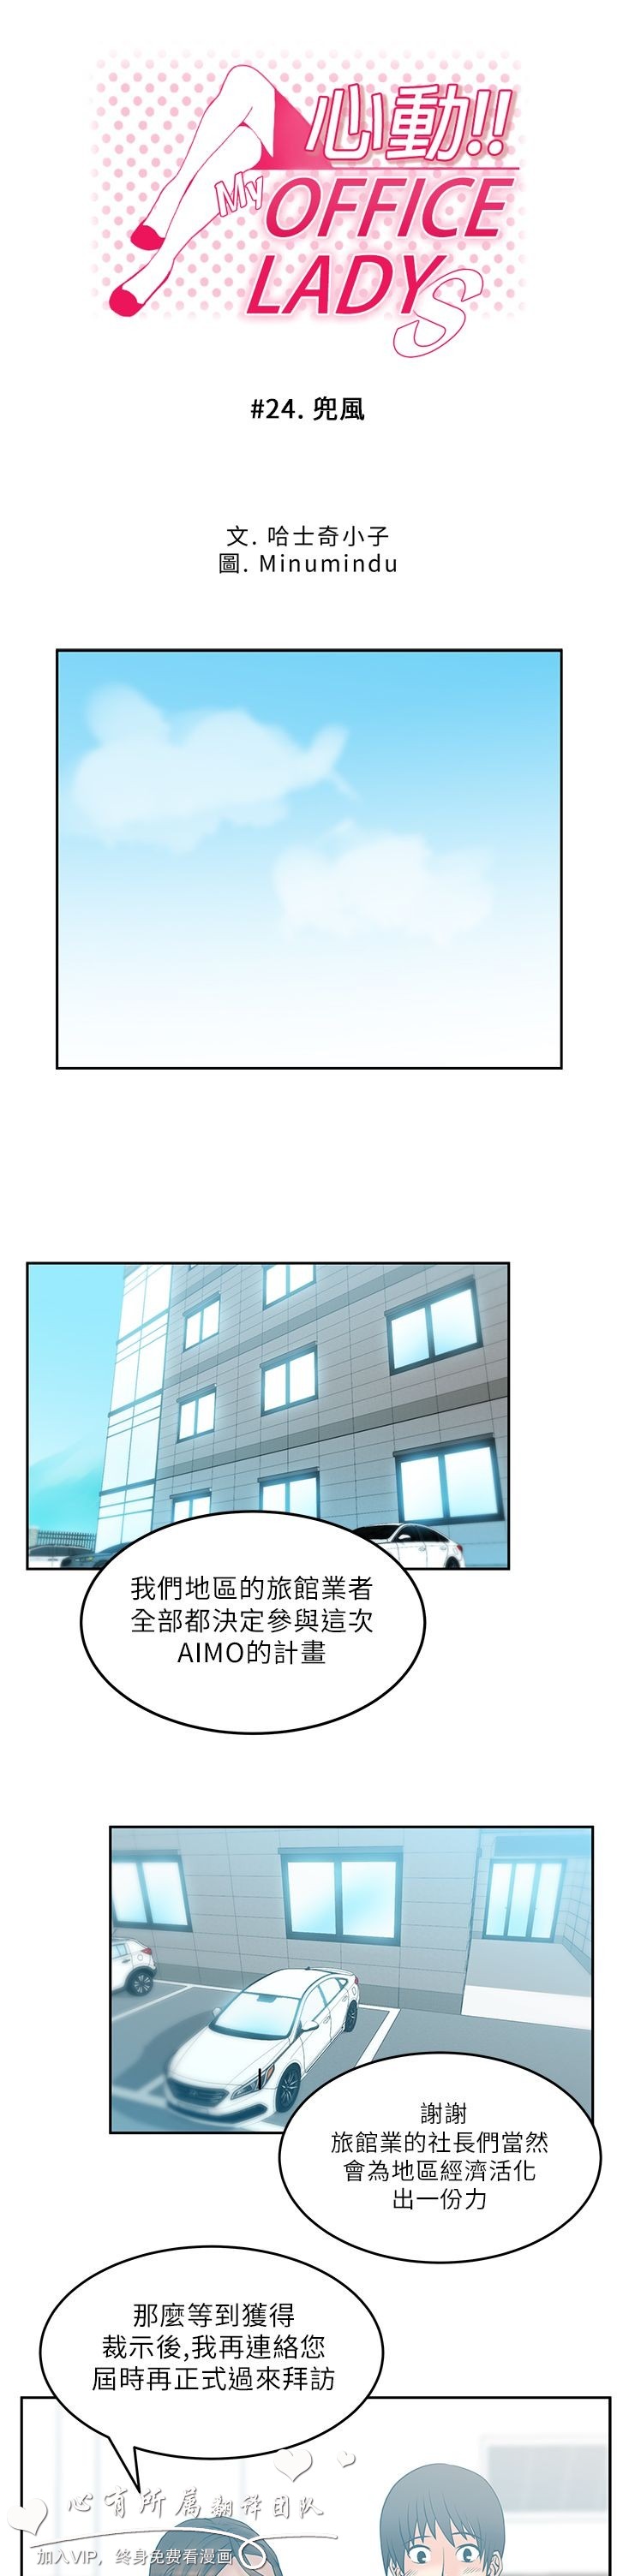 心動!!
My
OFFICE
LADYS
#24. 兜風
文. 哈士奇小子
圖. Minumindu
我們地區的旅館業者
全部都決定參與這次
AIMO的計畫
謝謝
旅館業的社長們當然
會為地區經濟活化
出一份力
那麼等到獲得
裁示後,我再連絡您
屆時再正式過來拜訪
心有所属翻译团队
加入VIP，终身免费看漫画